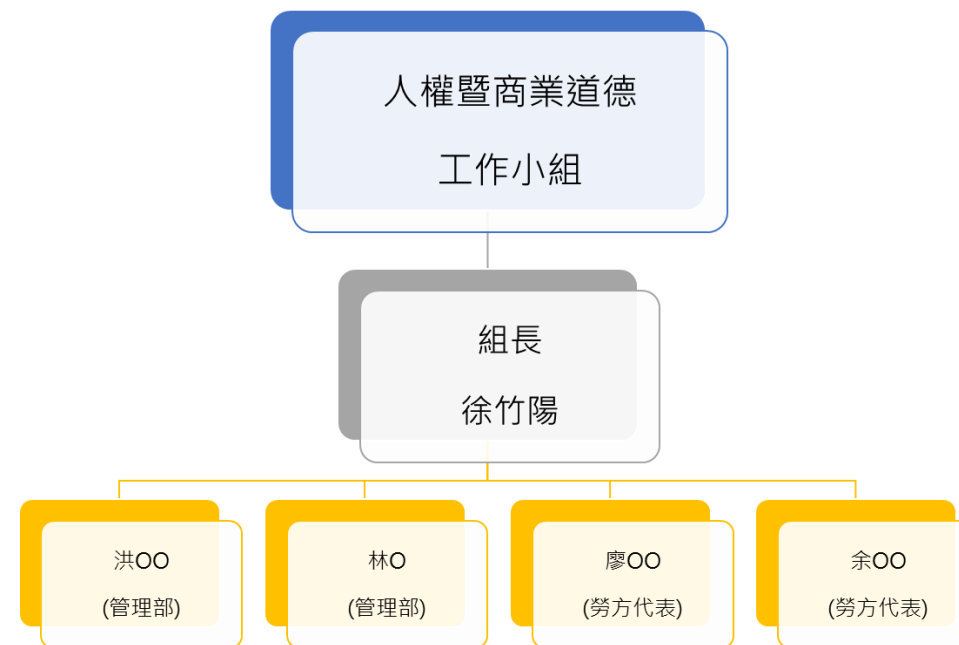 人權暨商業道德
工作小組
組長
徐竹陽
洪OO
(管理部)
林O
(管理部)
廖OO
(勞方代表)
余OO
(勞方代表)